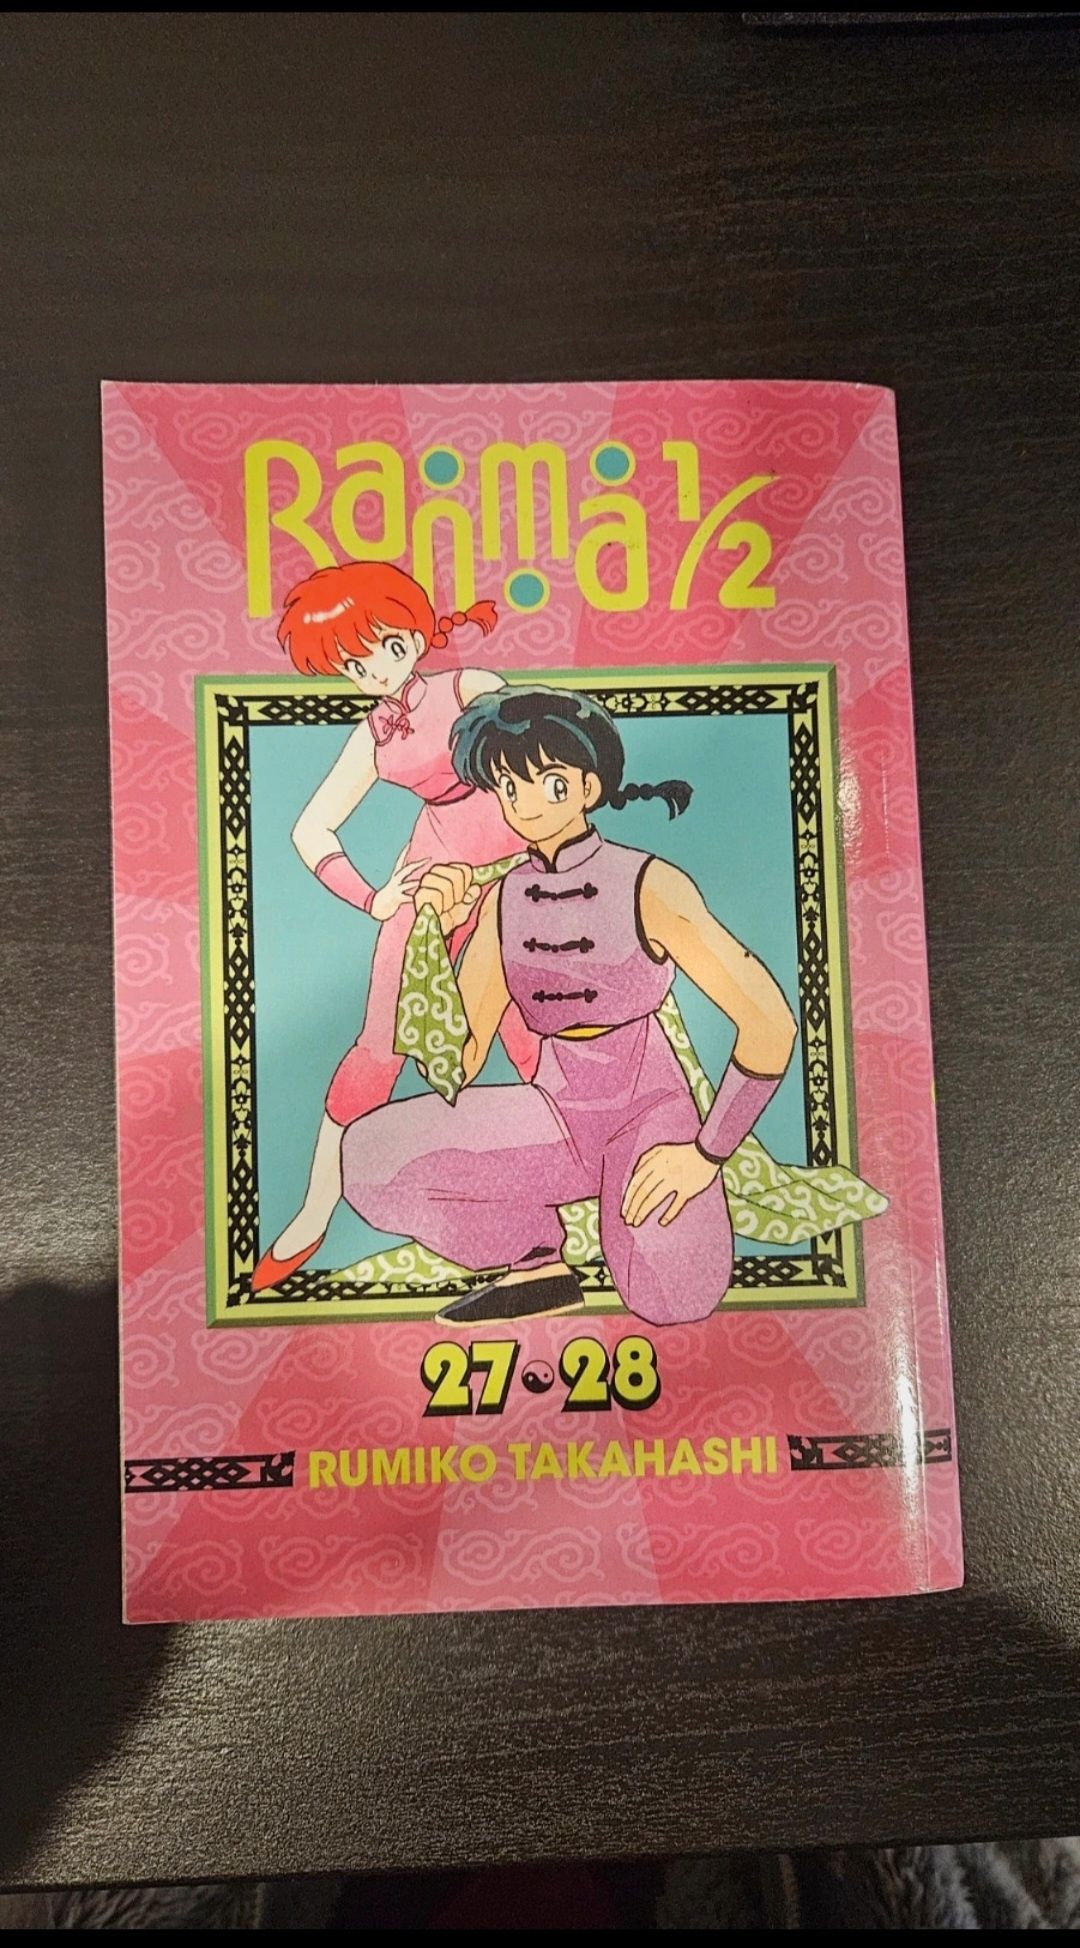 Ranma 1/2
27 28
RUMIKO TAKAHASHI